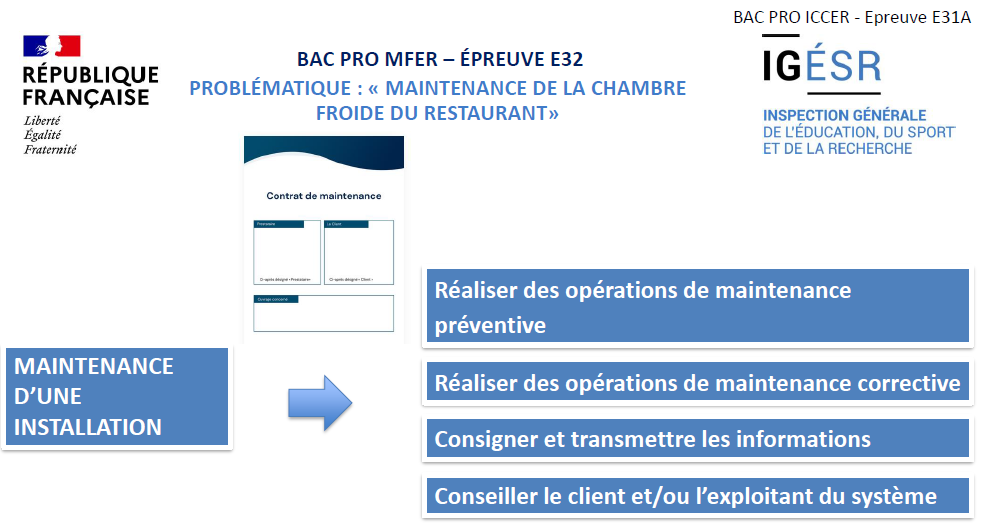 BAC PRO ICCER - Epreuve E31A
RÉPUBLIQUE
FRANÇAISE
Liberté
Égalité
Fraternité
BAC PRO MFER – ÉPREUVE E32
PROBLÉMATIQUE : « MAINTENANCE DE LA CHAMBRE
FROIDE DU RESTAURANT»
IGÉSR
INSPECTION GÉNÉRALE
DE L'ÉDUCATION, DU SPORT
ET DE LA RECHERCHE
Contrat de maintenance
Prestataire
Le Client
Ci-après désigné « Prestataire»
Ci-après désigné « Client »
Ouvrage concerné
MAINTENANCE
D’UNE
INSTALLATION
Réaliser des opérations de maintenance
préventive
Réaliser des opérations de maintenance corrective
Consigner et transmettre les informations
Conseiller le client et/ou l’exploitant du système